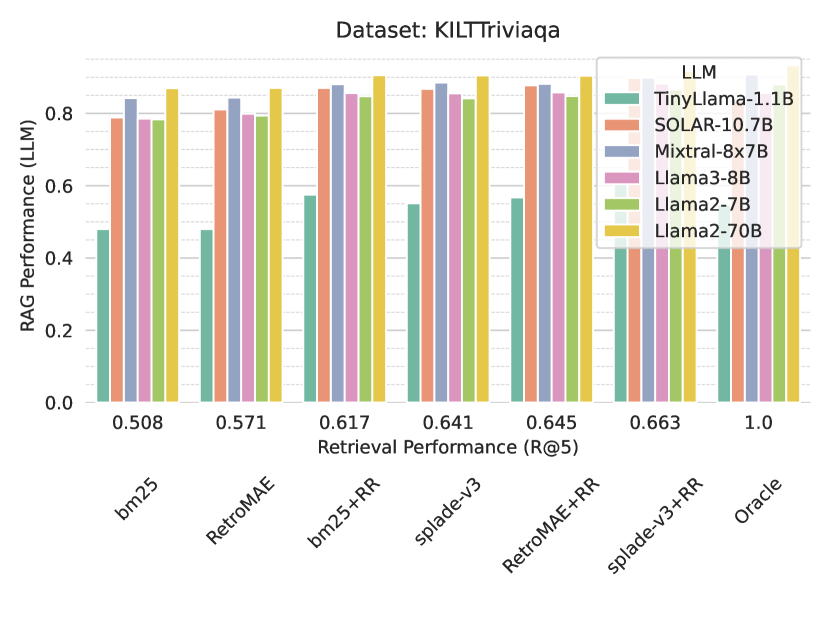 Dataset: KILTTriviaqa
LLM
TinyLlama-1.1B
SOLAR-10.7B
Mixtral-8x7B
Llama3-8B
Llama2-7B
Llama2-70B
RAG Performance (LLM)
0.8
0.6
0.4
0.2
0.0
0.508 0.571 0.617 0.641 0.645 0.663 1.0
Retrieval Performance (R@5)
bm25 RetroMAE bm25+RR splade-v3 RetroMAE+RR splade-v3+RR Oracle